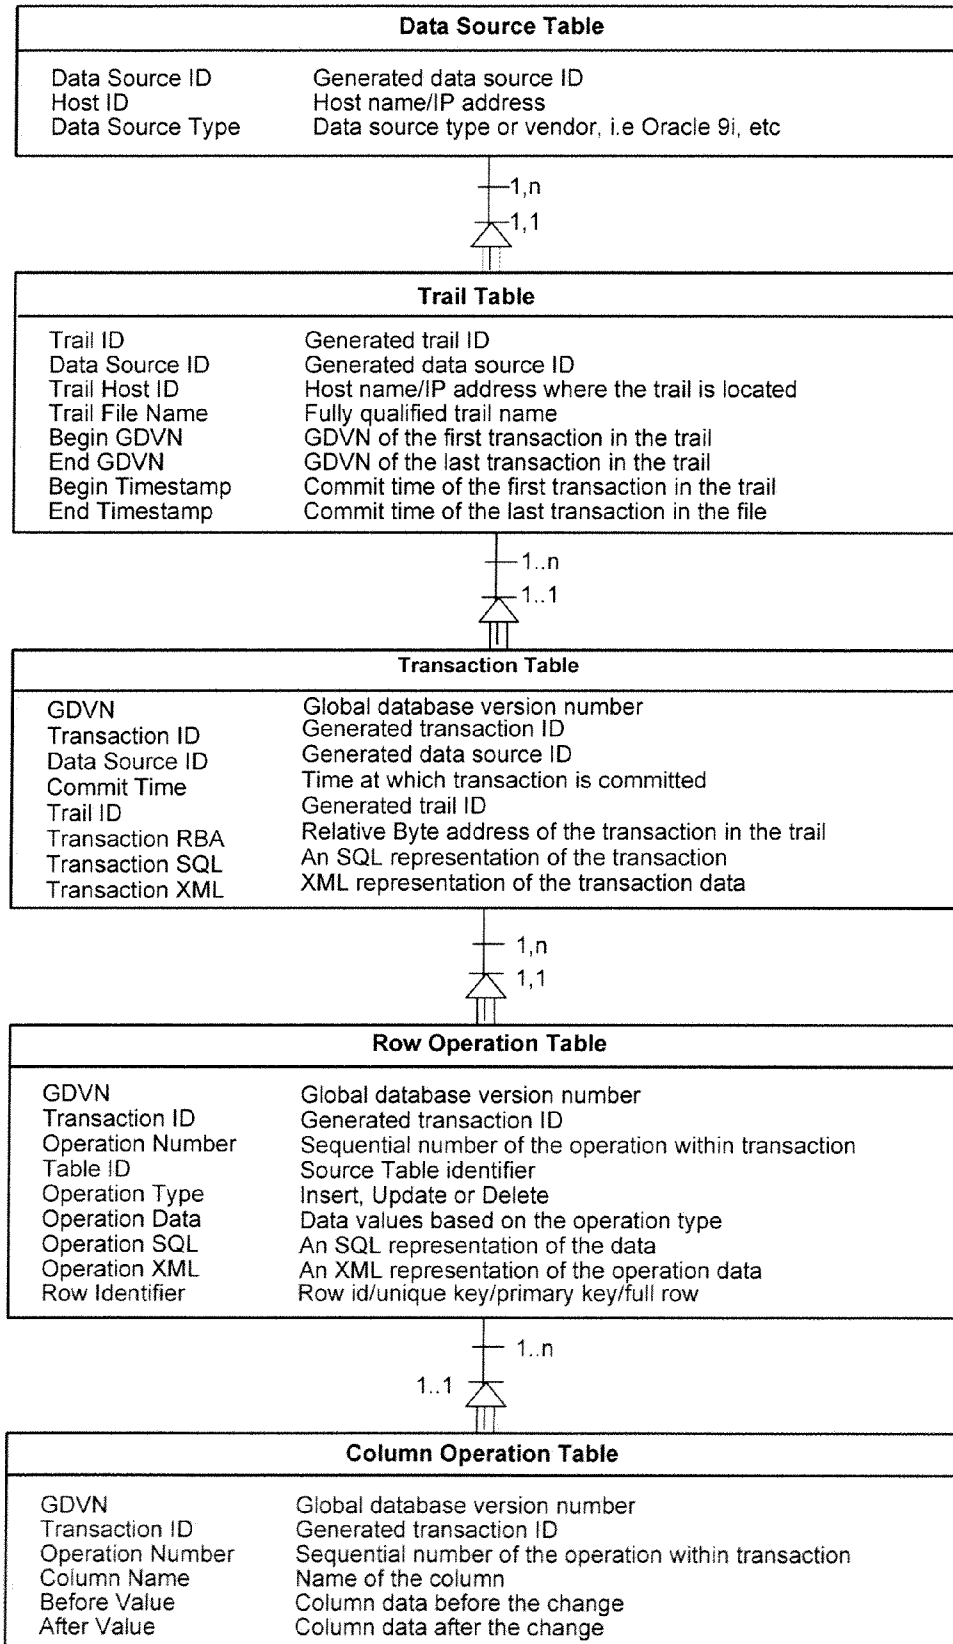 Data Source Table
Data Source ID Generated data source ID
Host ID Host name/IP address
Data Source Type Data source type or vendor, i.e Oracle 9i, etc
1,n
1,1
Trail Table
Trail ID Generated trail ID
Data Source ID Generated data source ID
Trail Host ID Host name/IP address where the trail is located
Trail File Name Fully qualified trail name
Begin GDVN GDVN of the first transaction in the trail
End GDVN GDVN of the last transaction in the trail
Begin Timestamp Commit time of the first transaction in the trail
End Timestamp Commit time of the last transaction in the file
1..n
1..1
Transaction Table
GDVN Global database version number
Transaction ID Generated transaction ID
Data Source ID Generated data source ID
Commit Time Time at which transaction is committed
Trail ID Generated trail ID
Transaction RBA Relative Byte address of the transaction in the trail
Transaction SQL An SQL representation of the transaction
Transaction XML XML representation of the transaction data
1,n
1,1
Row Operation Table
GDVN Global database version number
Transaction ID Generated transaction ID
Operation Number Sequential number of the operation within transaction
Table ID Source Table identifier
Operation Type Insert, Update or Delete
Operation Data Data values based on the operation type
Operation SQL An SQL representation of the data
Operation XML An XML representation of the operation data
Row Identifier Row id/unique key/primary key/full row
1..n
1..1
Column Operation Table
GDVN Global database version number
Transaction ID Generated transaction ID
Operation Number Sequential number of the operation within transaction
Column Name Name of the column
Before Value Column data before the change
After Value Column data after the change